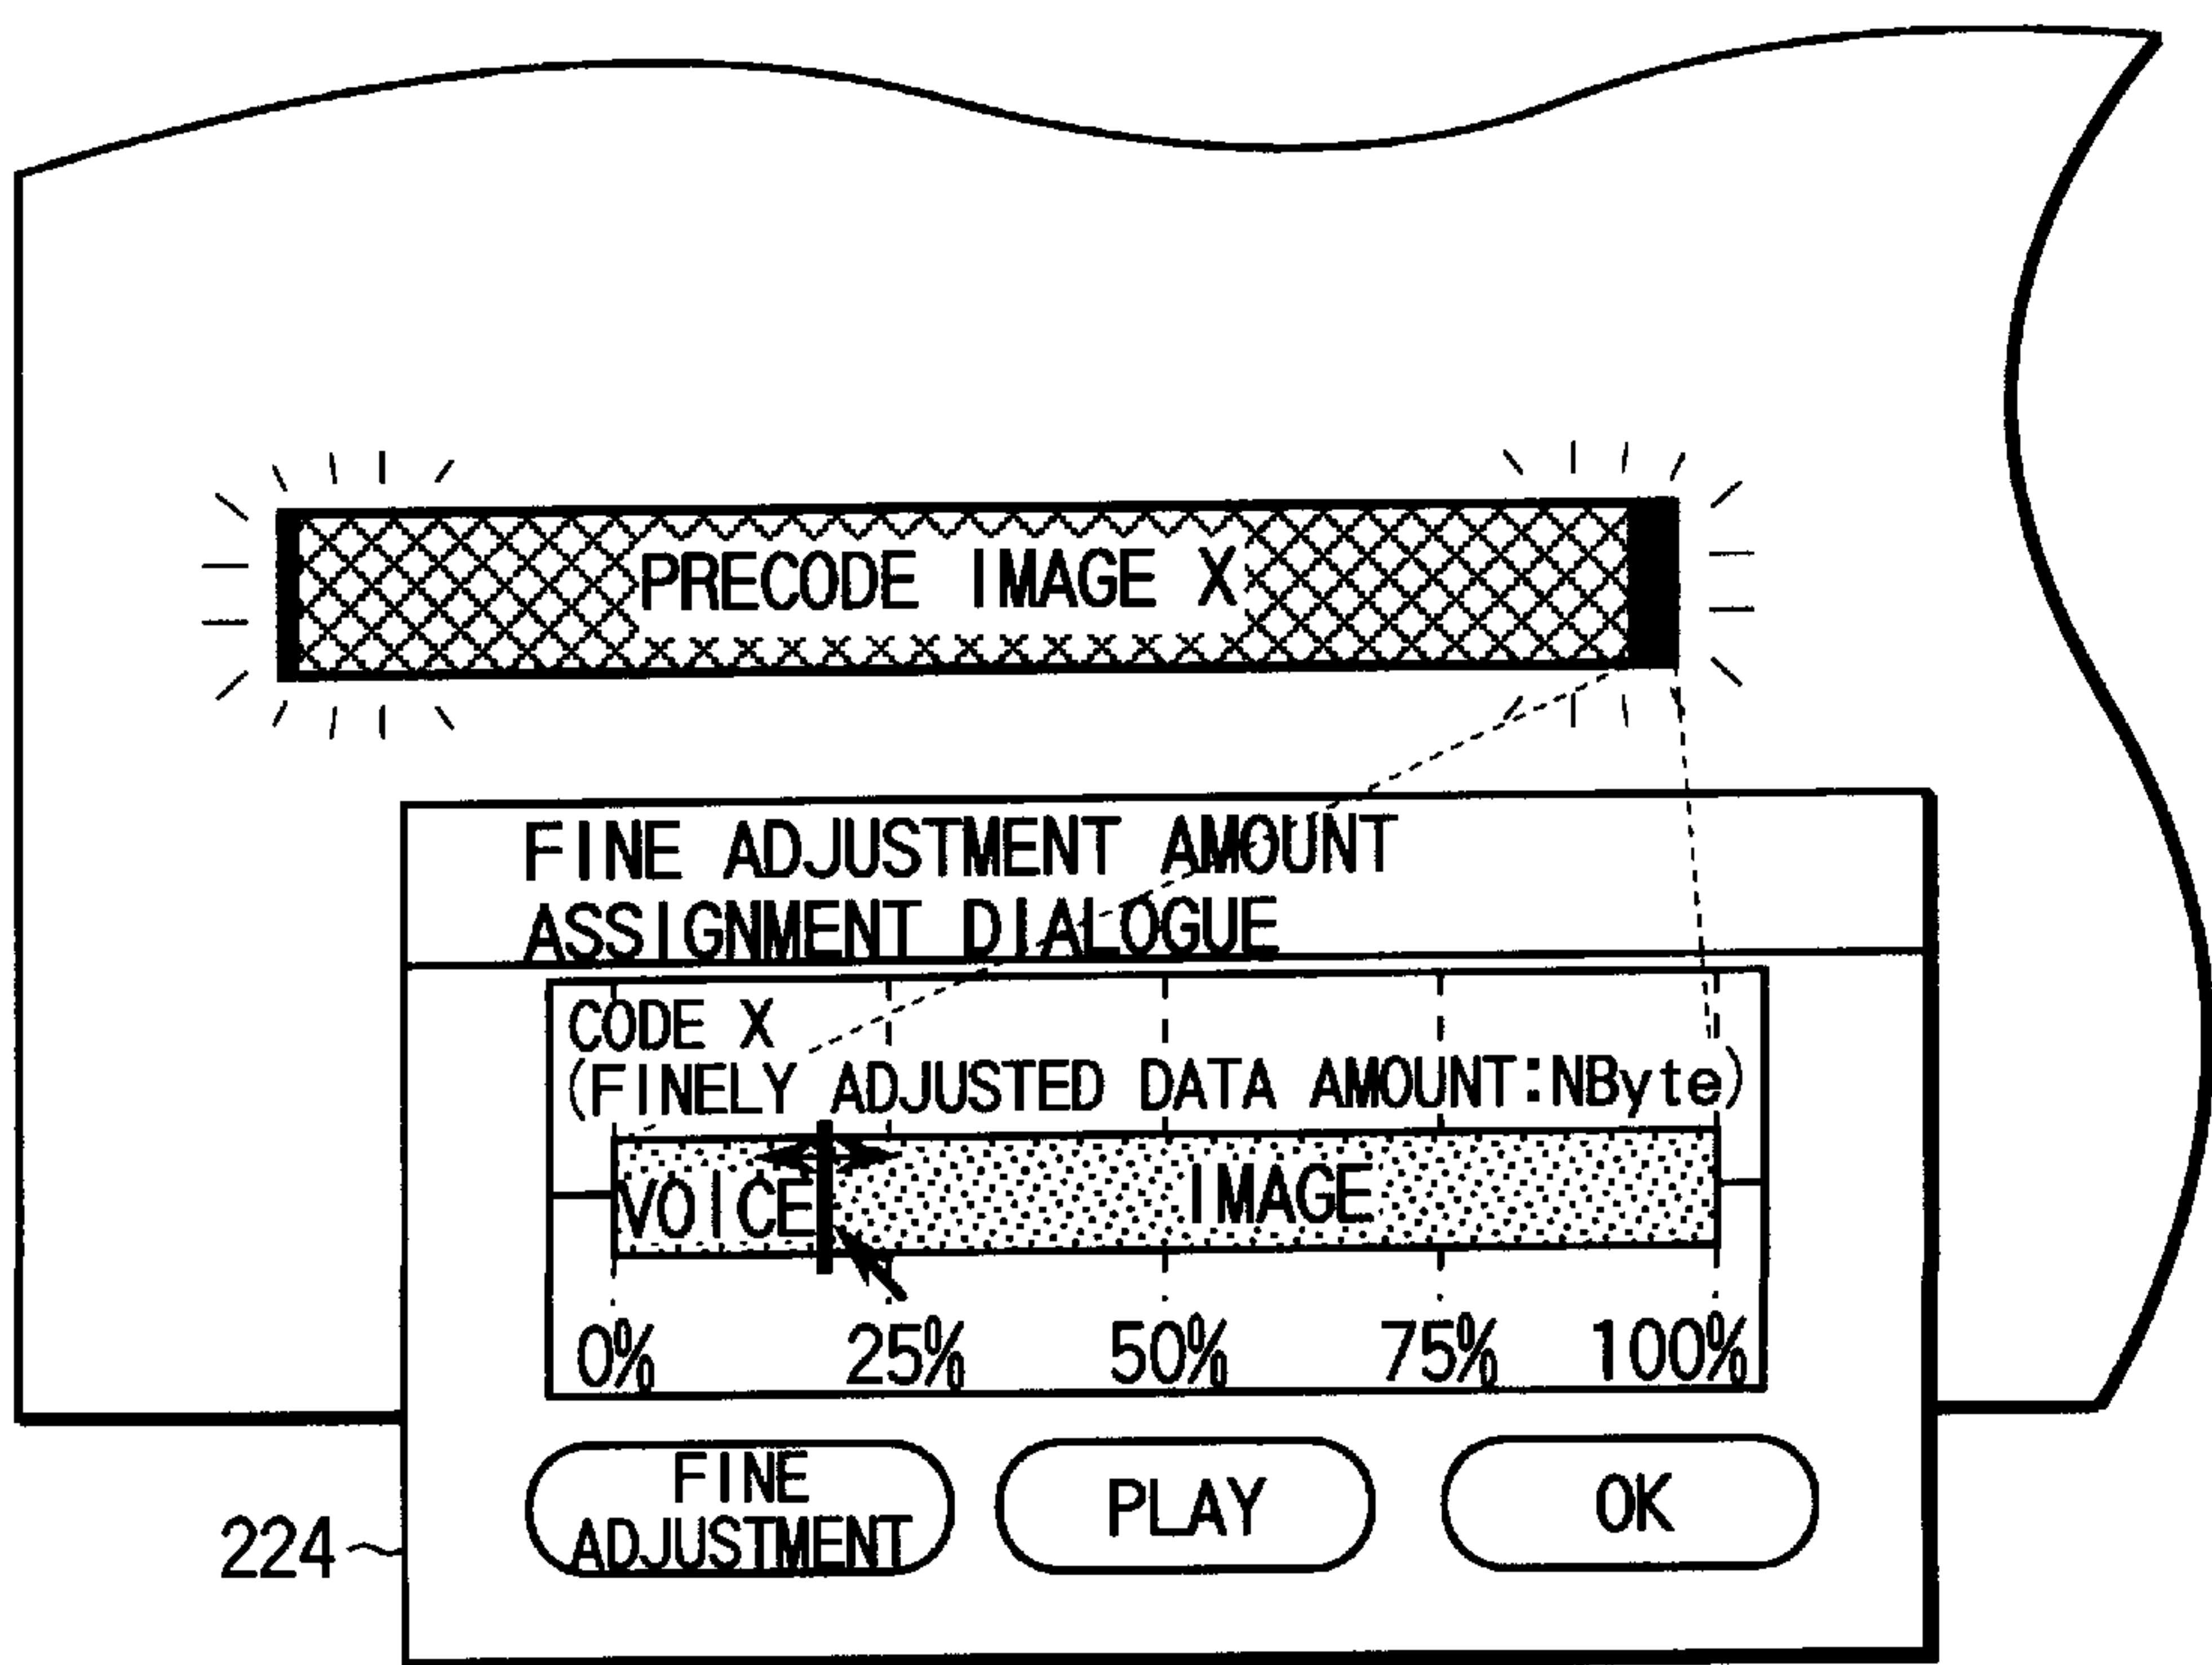 PRECODE IMAGE X
FINE ADJUSTMENT AMOUNT
ASSIGNMENT DIALOGUE
CODE X
(FINELY ADJUSTED DATA AMOUNT:NByte)
VOICE IMAGE
0% 25% 50% 75% 100%
FINE
ADJUSTMENT
PLAY
OK
224